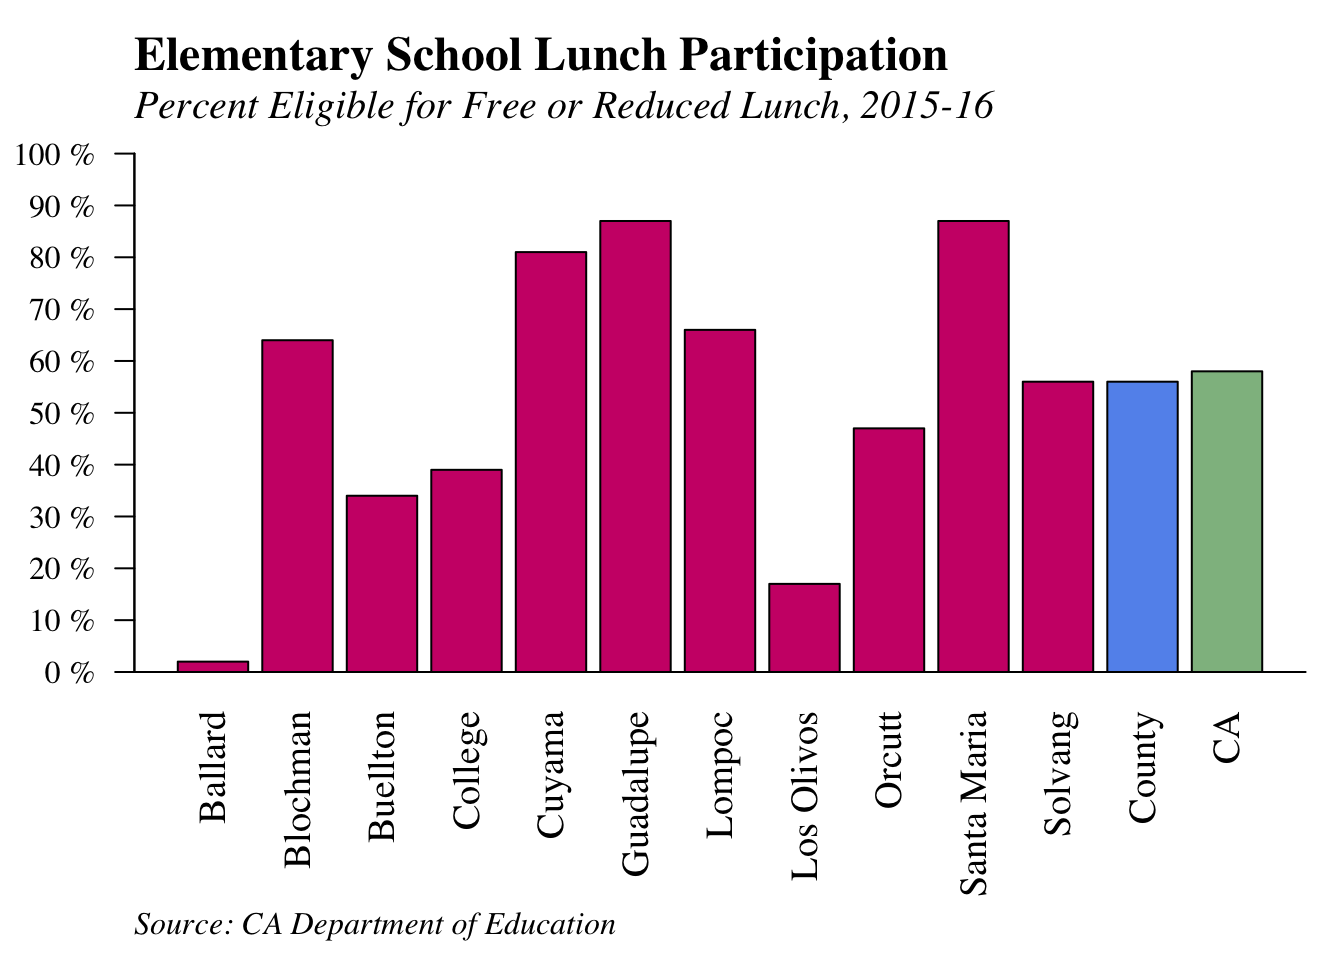 Elementary School Lunch Participation
Percent Eligible for Free or Reduced Lunch, 2015-16
100 %
90 %
80 %
70 %
60 %
50 %
40 %
30 %
20 %
10 %
0 %
Ballard
Blochman
Buellton
College
Cuyama
Guadalupe
Lompoc
Los Olivos
Orcutt
Santa Maria
Solvang
County
CA
Source: CA Department of Education